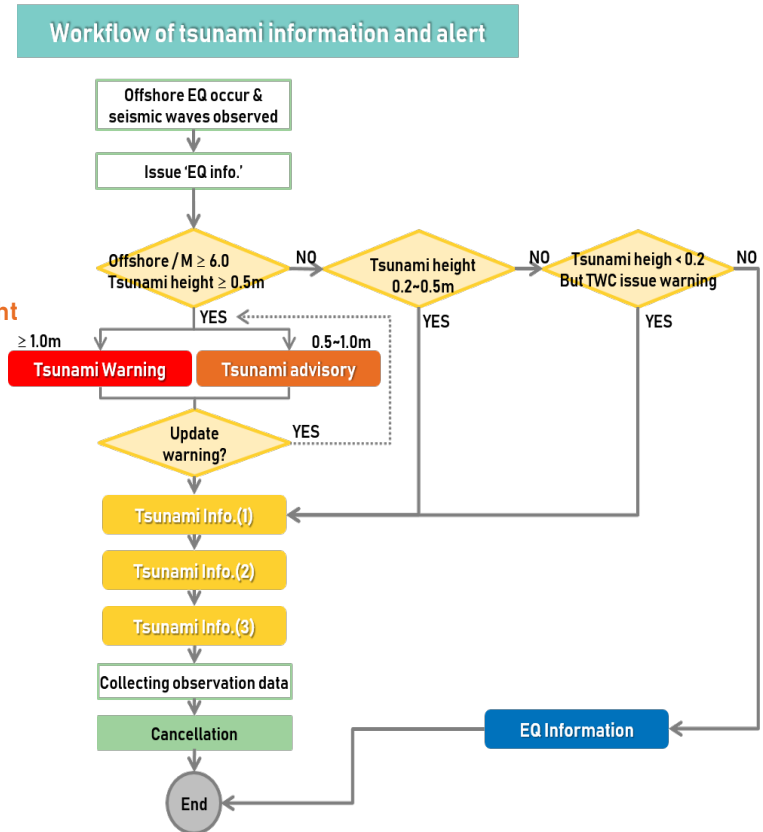 Workflow of tsunami information and alert
Offshore EQ occur &
seismic waves observed
Issue ‘EQ info.’
Offshore / M ≥ 6.0
Tsunami height ≥ 0.5m
NO
Tsunami height
0.2~0.5m
NO
Tsunami heigh < 0.2
But TWC issue warning
NO
nt
YES
YES
YES
≥ 1.0m
0.5~1.0m
Tsunami Warning
Tsunami advisory
Update
warning?
YES
Tsunami Info.(1)
Tsunami Info.(2)
Tsunami Info.(3)
Collecting observation data
Cancellation
EQ Information
End